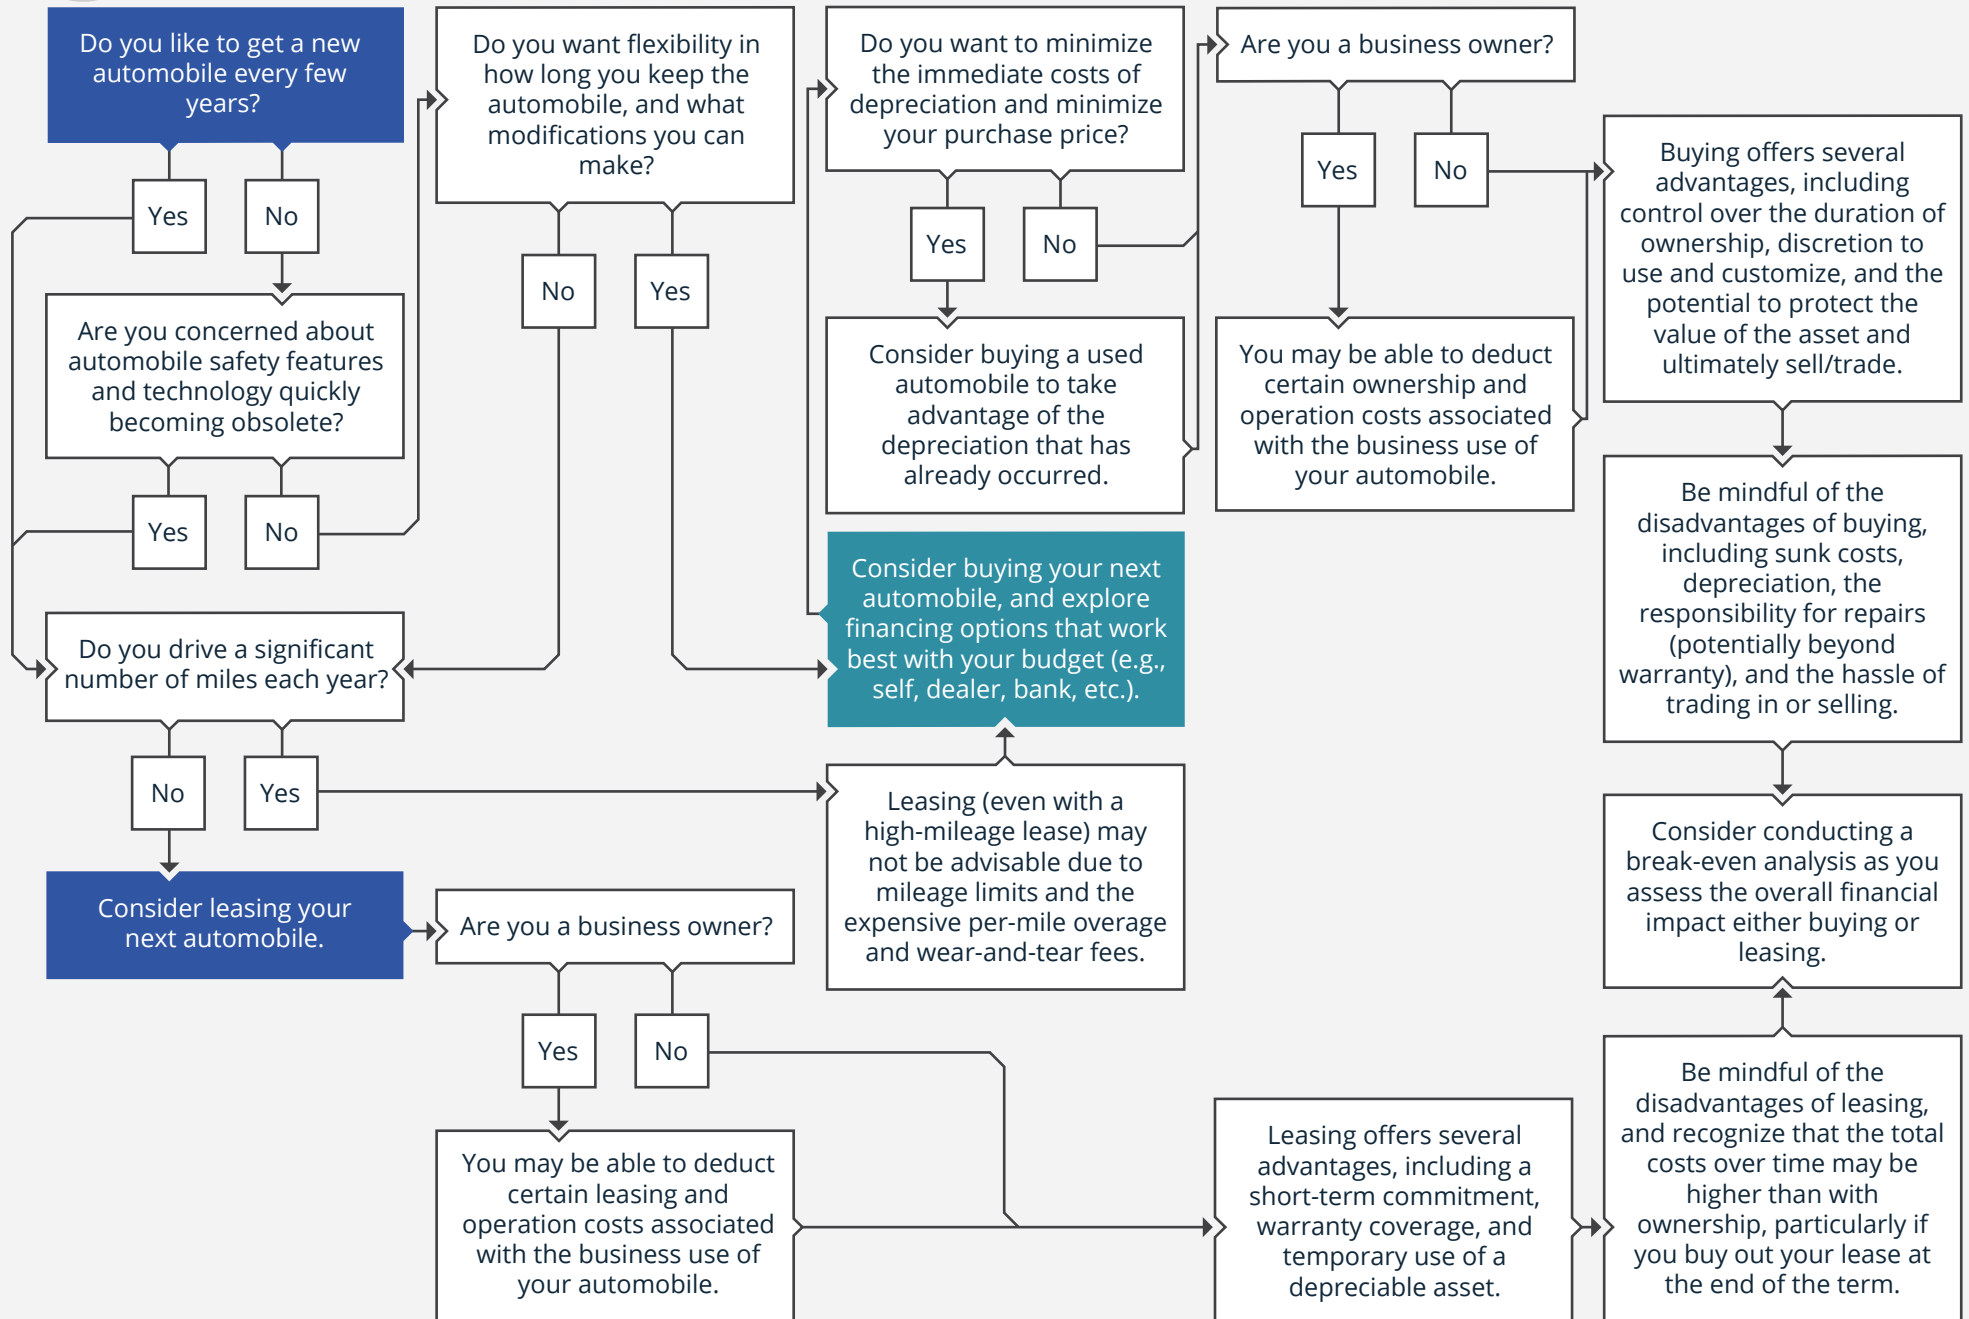 Do you like to get a new
automobile every few
years?
Yes
No
Are you concerned about
automobile safety features
and technology quickly
becoming obsolete?
Yes
No
Do you drive a significant
number of miles each year?
No
Yes
Consider leasing your
next automobile.
Do you want flexibility in
how long you keep the
automobile, and what
modifications you can
make?
No
Yes
Are you a business owner?
Yes
No
You may be able to deduct
certain leasing and
operation costs associated
with the business use of
your automobile.
Do you want to minimize
the immediate costs of
depreciation and minimize
your purchase price?
Yes
No
Consider buying a used
automobile to take
advantage of the
depreciation that has
already occurred.
Consider buying your next
automobile, and explore
financing options that work
best with your budget (e.g.,
self, dealer, bank, etc.).
Leasing (even with a
high-mileage lease) may
not be advisable due to
mileage limits and the
expensive per-mile overage
and wear-and-tear fees.
Are you a business owner?
Yes
No
You may be able to deduct
certain ownership and
operation costs associated
with the business use of
your automobile.
Leasing offers several
advantages, including a
short-term commitment,
warranty coverage, and
temporary use of a
depreciable asset.
Buying offers several
advantages, including
control over the duration of
ownership, discretion to
use and customize, and the
potential to protect the
value of the asset and
ultimately sell/trade.
Be mindful of the
disadvantages of buying,
including sunk costs,
depreciation, the
responsibility for repairs
(potentially beyond
warranty), and the hassle of
trading in or selling.
Consider conducting a
break-even analysis as you
assess the overall financial
impact either buying or
leasing.
Be mindful of the
disadvantages of leasing,
and recognize that the total
costs over time may be
higher than with
ownership, particularly if
you buy out your lease at
the end of the term.